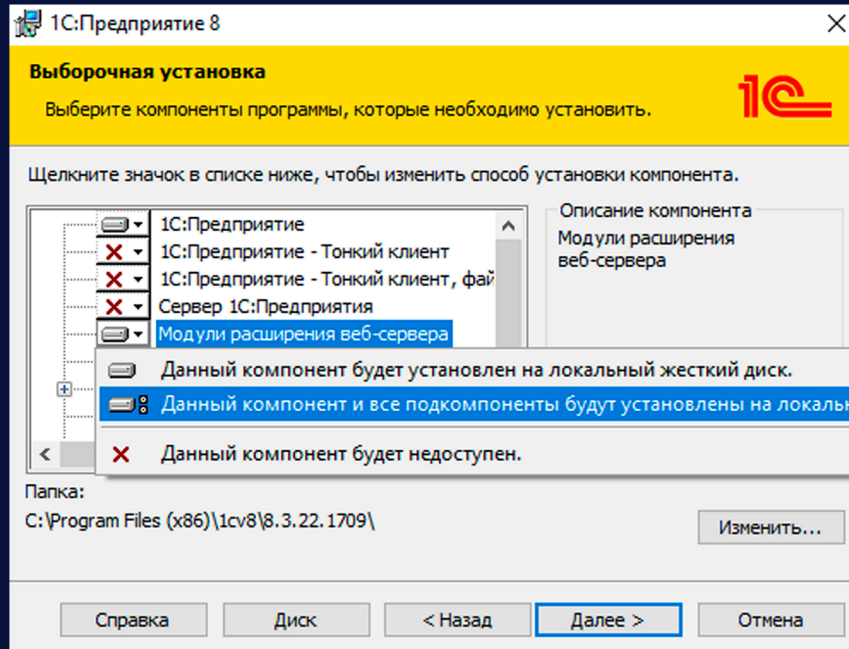 1С:Предприятие 8
Выборочная установка
Выберите компоненты программы, которые необходимо установить.
1С
Щелкните значок в списке ниже, чтобы изменить способ установки компонента.
1С:Предприятие
1С:Предприятие - Тонкий клиент
1С:Предприятие - Тонкий клиент, фай
Сервер 1С:Предприятия
Модули расширения веб-сервера
Описание компонента
Модули расширения
веб-сервера
Данный компонент будет установлен на локальный жесткий диск.
Данный компонент и все подкомпоненты будут установлены на локальн
Данный компонент будет недоступен.
Папка:
C:\Program Files (x86)\1cv8\8.3.22.1709\
Изменить...
Справка
Диск
< Назад
Далее >
Отмена